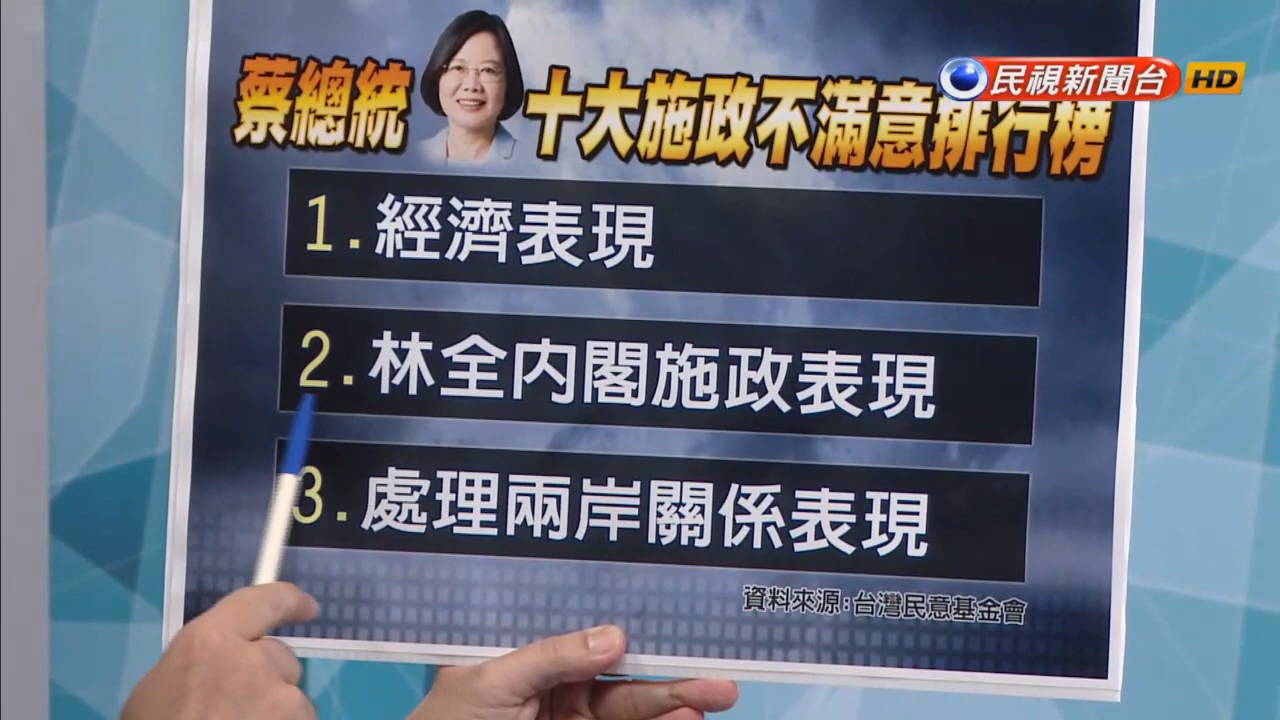 民視新聞台 HD
蔡總統 十大施政不滿意排行榜
1. 經濟表現
2. 林全內閣施政表現
3. 處理兩岸關係表現
資料來源:台灣民意基金會